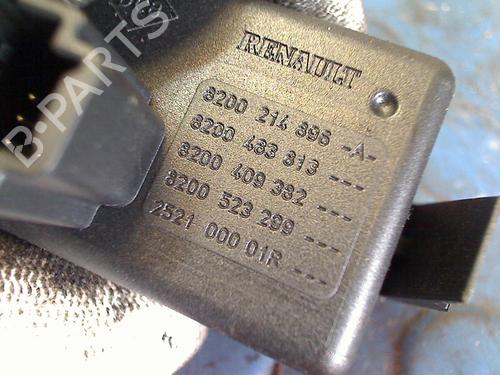 RENAULT
8200 214 896 -A-
8200 483 813 ---
8200 409 382 ---
8200 523 299 ---
2521 000 01R ---
B-PARTS